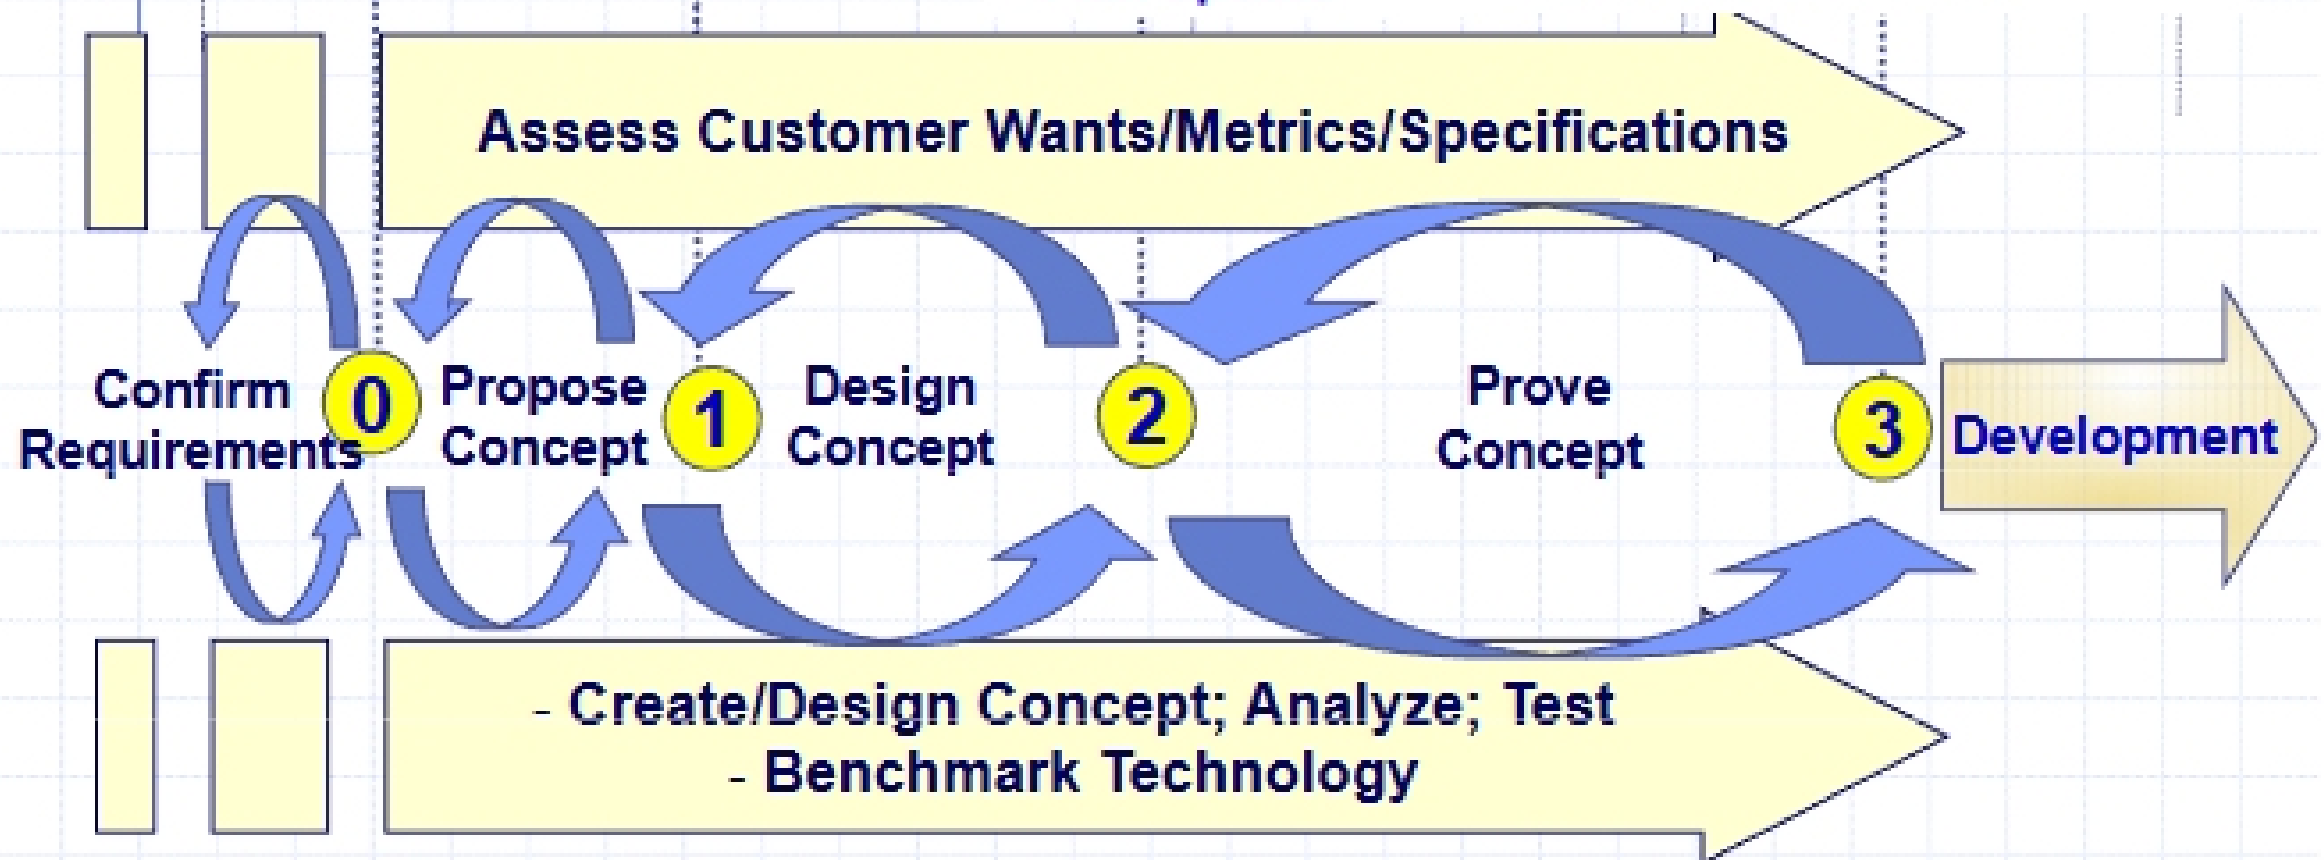 Assess Customer Wants/Metrics/Specifications
Confirm
Requirements
0
Propose
Concept
1
Design
Concept
2
Prove
Concept
3
Development
- Create/Design Concept; Analyze; Test
- Benchmark Technology